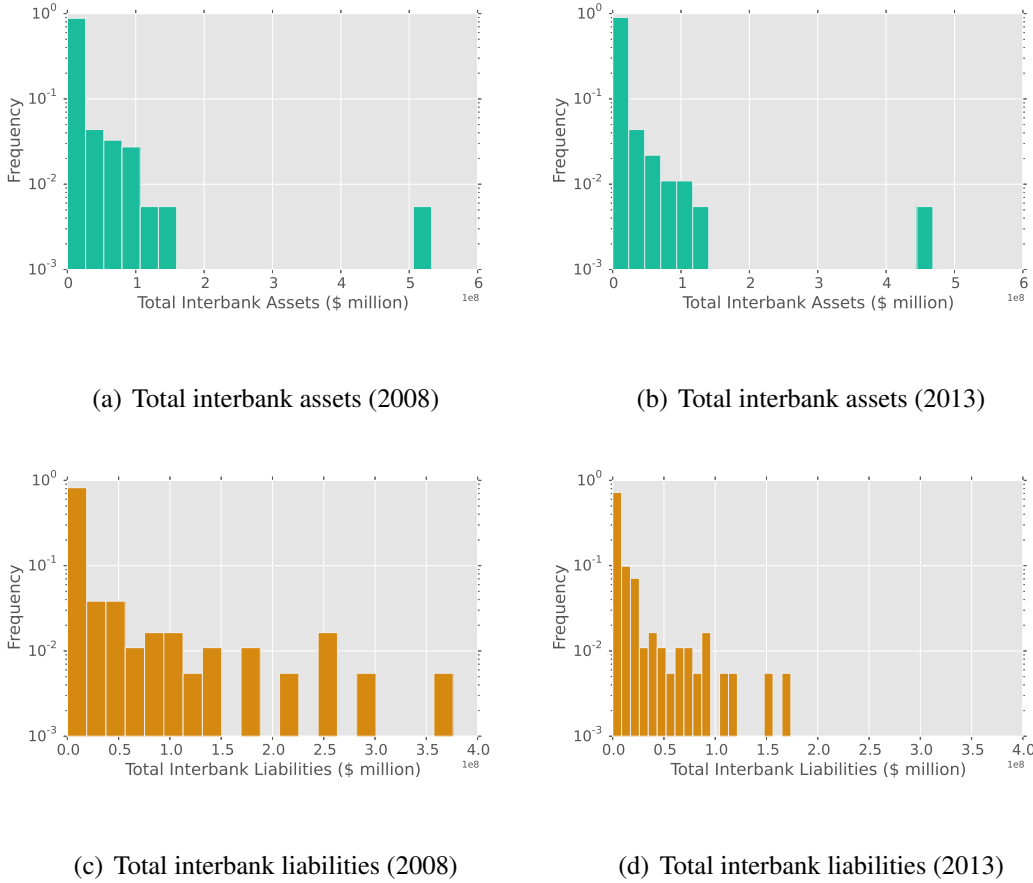 10^0
10^-1
10^-2
10^-3
Frequency
0 1 2 3 4 5 6
1e8
Total Interbank Assets ($ million)
10^0
10^-1
10^-2
10^-3
Frequency
0 1 2 3 4 5 6
1e8
Total Interbank Assets ($ million)
(a) Total interbank assets (2008)
(b) Total interbank assets (2013)
10^0
10^-1
10^-2
10^-3
Frequency
0.0 0.5 1.0 1.5 2.0 2.5 3.0 3.5 4.0
1e8
Total Interbank Liabilities ($ million)
10^0
10^-1
10^-2
10^-3
Frequency
0.0 0.5 1.0 1.5 2.0 2.5 3.0 3.5 4.0
1e8
Total Interbank Liabilities ($ million)
(c) Total interbank liabilities (2008)
(d) Total interbank liabilities (2013)